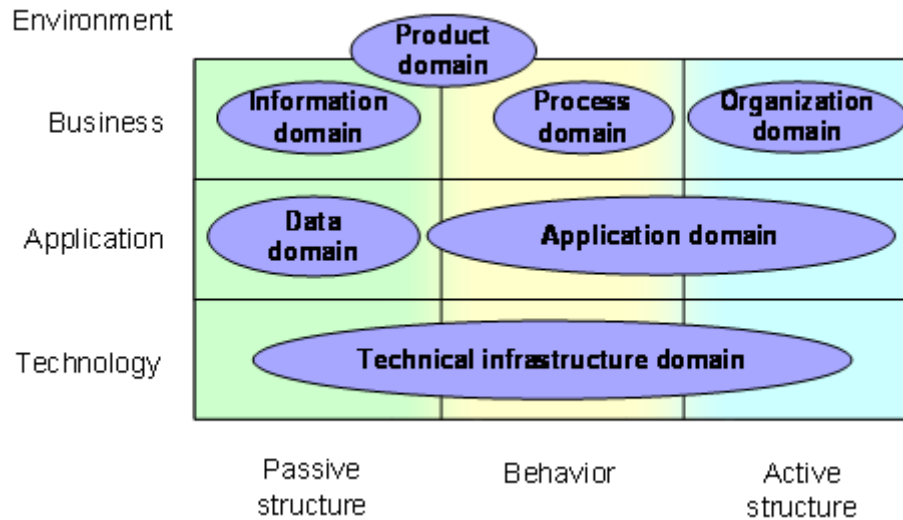 Environment
Product
domain
Business
Information
domain
Process
domain
Organization
domain
Application
Data
domain
Application domain
Technology
Technical infrastructure domain
Passive
structure
Behavior
Active
structure